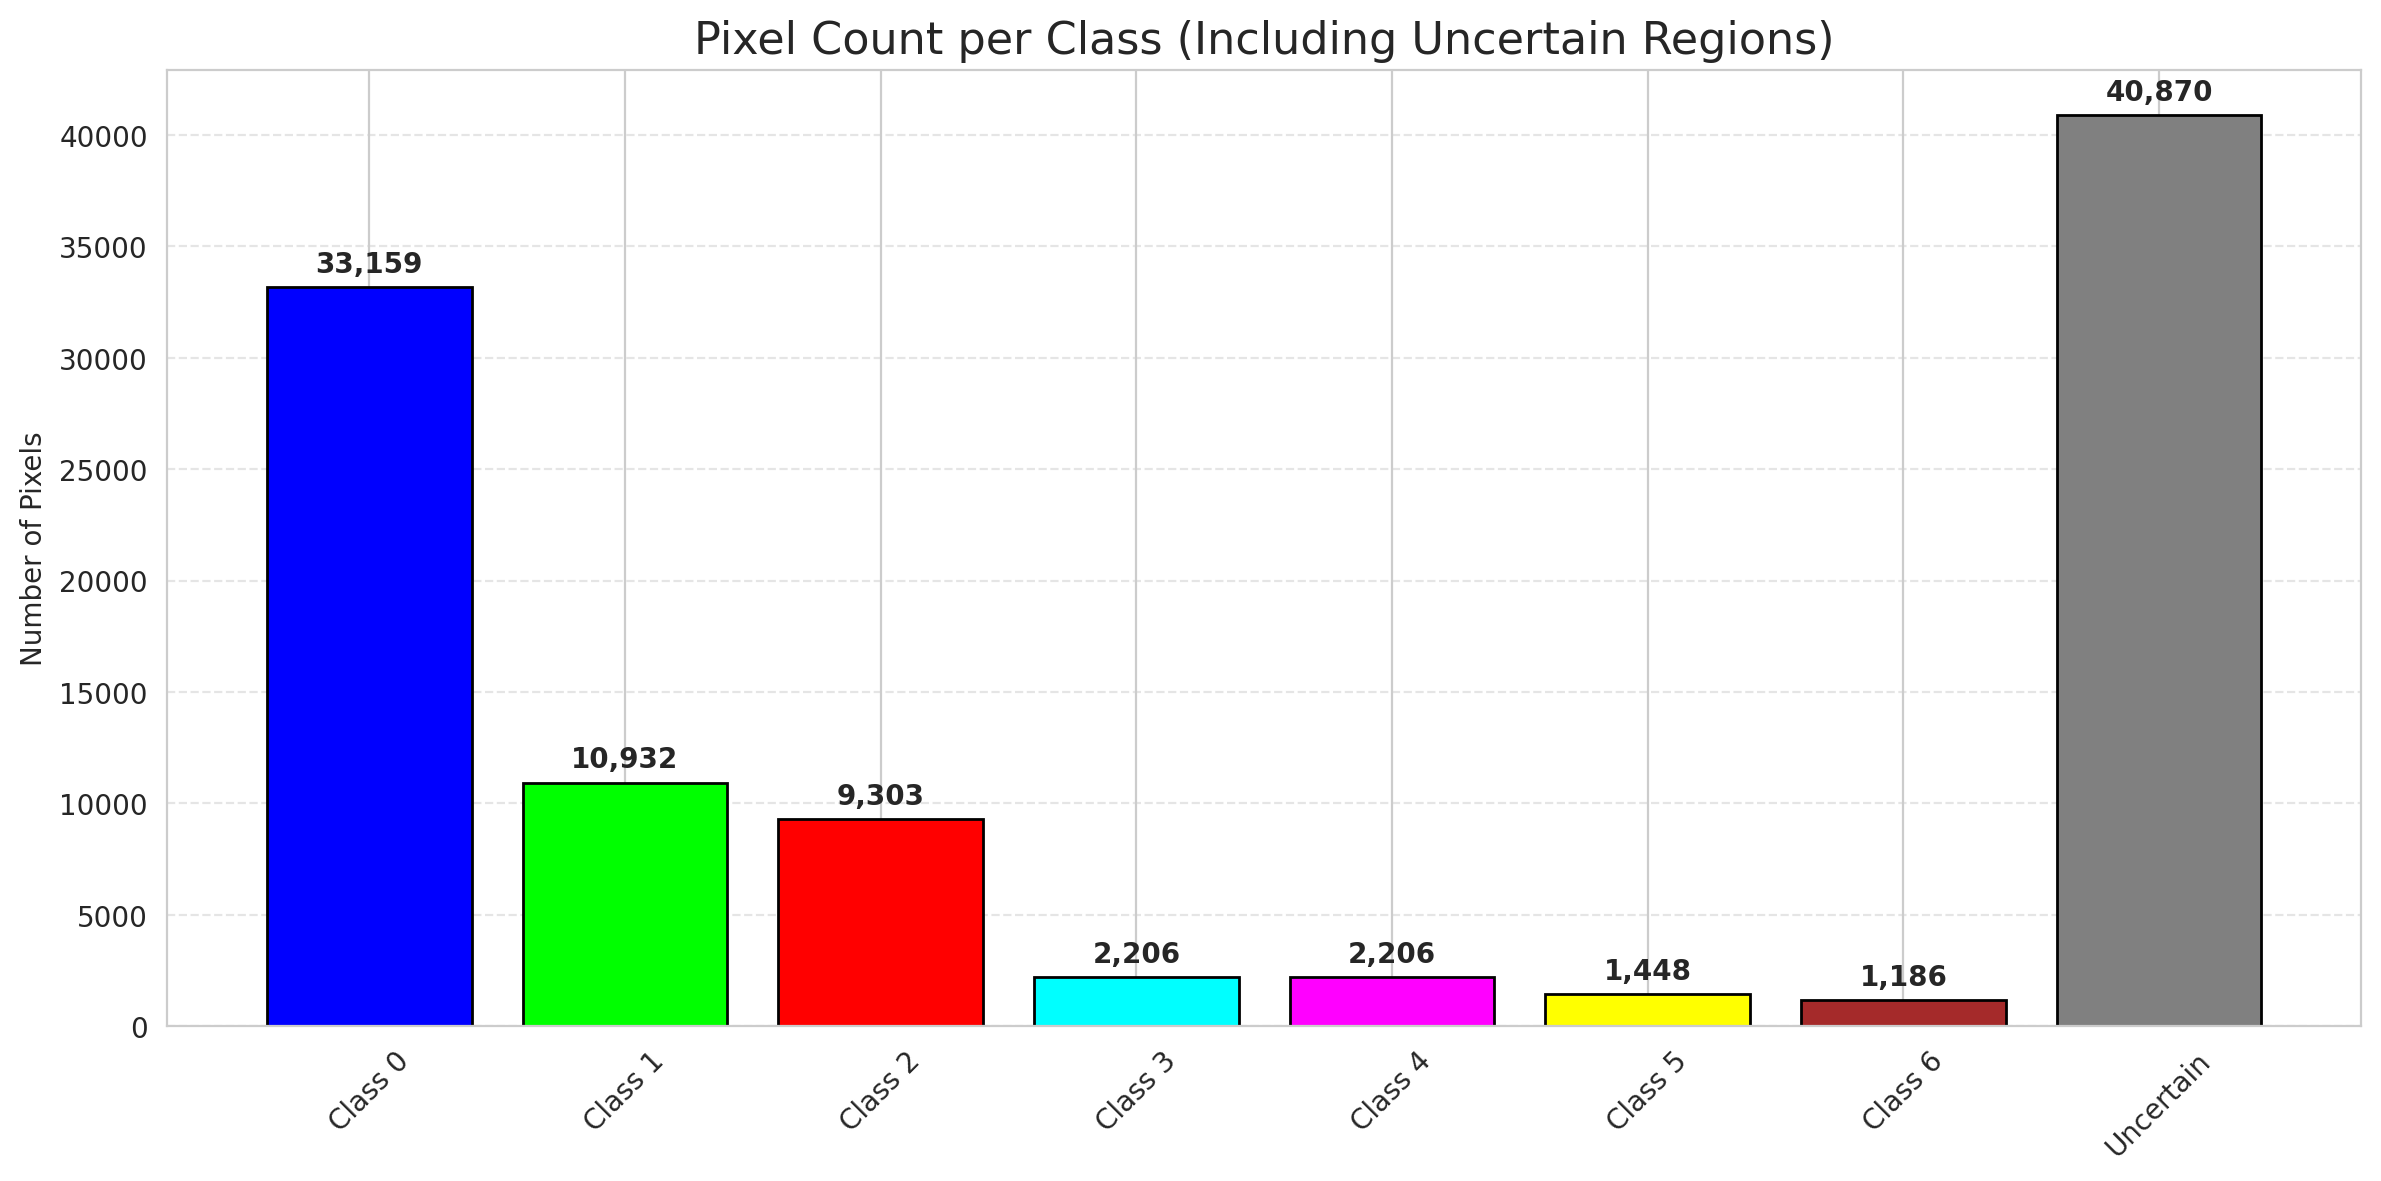 Pixel Count per Class (Including Uncertain Regions)
Number of Pixels
40000
35000
30000
25000
20000
15000
10000
5000
0
33,159
10,932
9,303
2,206
2,206
1,448
1,186
40,870
Class 0
Class 1
Class 2
Class 3
Class 4
Class 5
Class 6
Uncertain